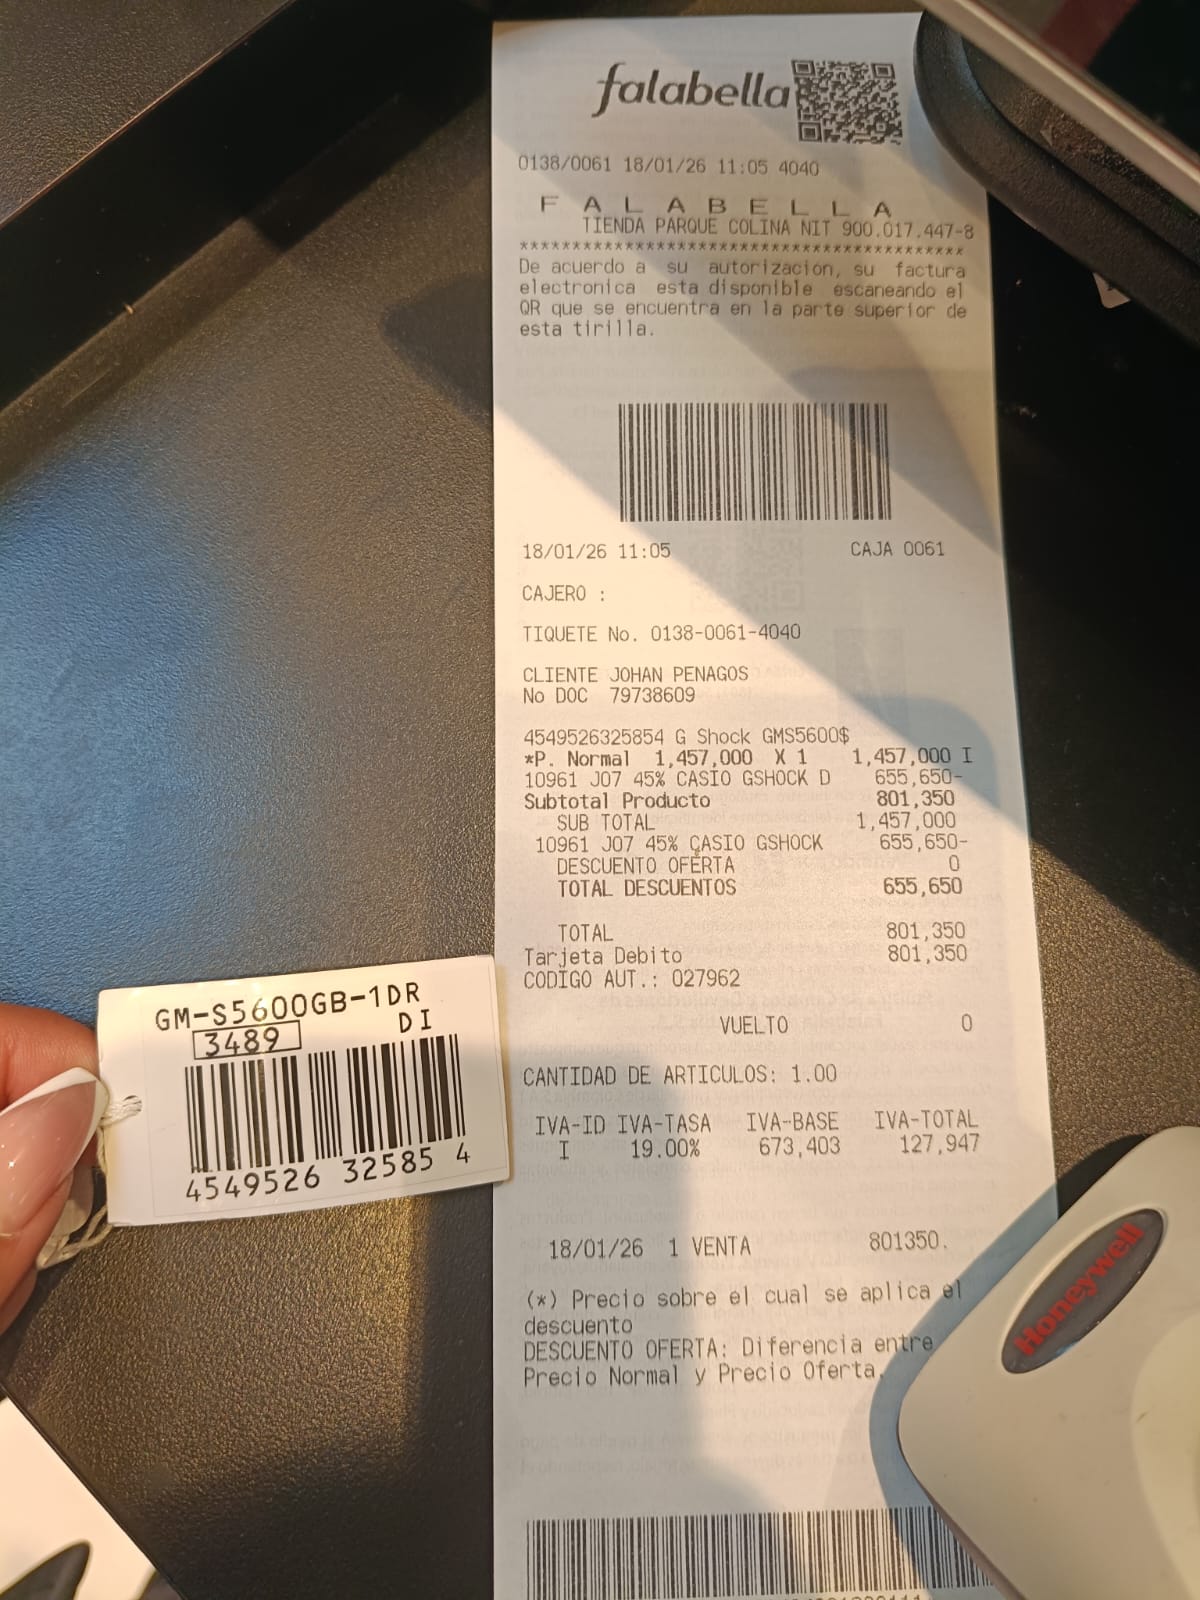 falabella
0138/0061 18/01/26 11:05 4040
F A L A B E L L A
TIENDA PARQUE COLINA NIT 900.017.447-8
******************************************
De acuerdo a su autorizacion, su factura
electronica esta disponible escaneando el
QR que se encuentra en la parte superior de
esta tirilla.
18/01/26 11:05 CAJA 0061
CAJERO :
TIQUETE No. 0138-0061-4040
CLIENTE JOHAN PENAGOS
No DOC 79738609
4549526325854 G Shock GMS5600$
*P. Normal 1,457,000 X 1 1,457,000 I
10961 J07 45% CASIO GSHOCK D 655,650-
Subtotal Producto 801,350
SUB TOTAL 1,457,000
10961 J07 45% CASIO GSHOCK 655,650-
DESCUENTO OFERTA 0
TOTAL DESCUENTOS 655,650
TOTAL 801,350
Tarjeta Debito 801,350
CODIGO AUT.: 027962
VUELTO 0
CANTIDAD DE ARTICULOS: 1.00
IVA-ID IVA-TASA IVA-BASE IVA-TOTAL
I 19.00% 673,403 127,947
18/01/26 1 VENTA 801350.
(*) Precio sobre el cual se aplica el
descuento
DESCUENTO OFERTA: Diferencia entre
Precio Normal y Precio Oferta.
GM-S5600GB-1DR
3489 DI
4549526 32585 4
Honeywell